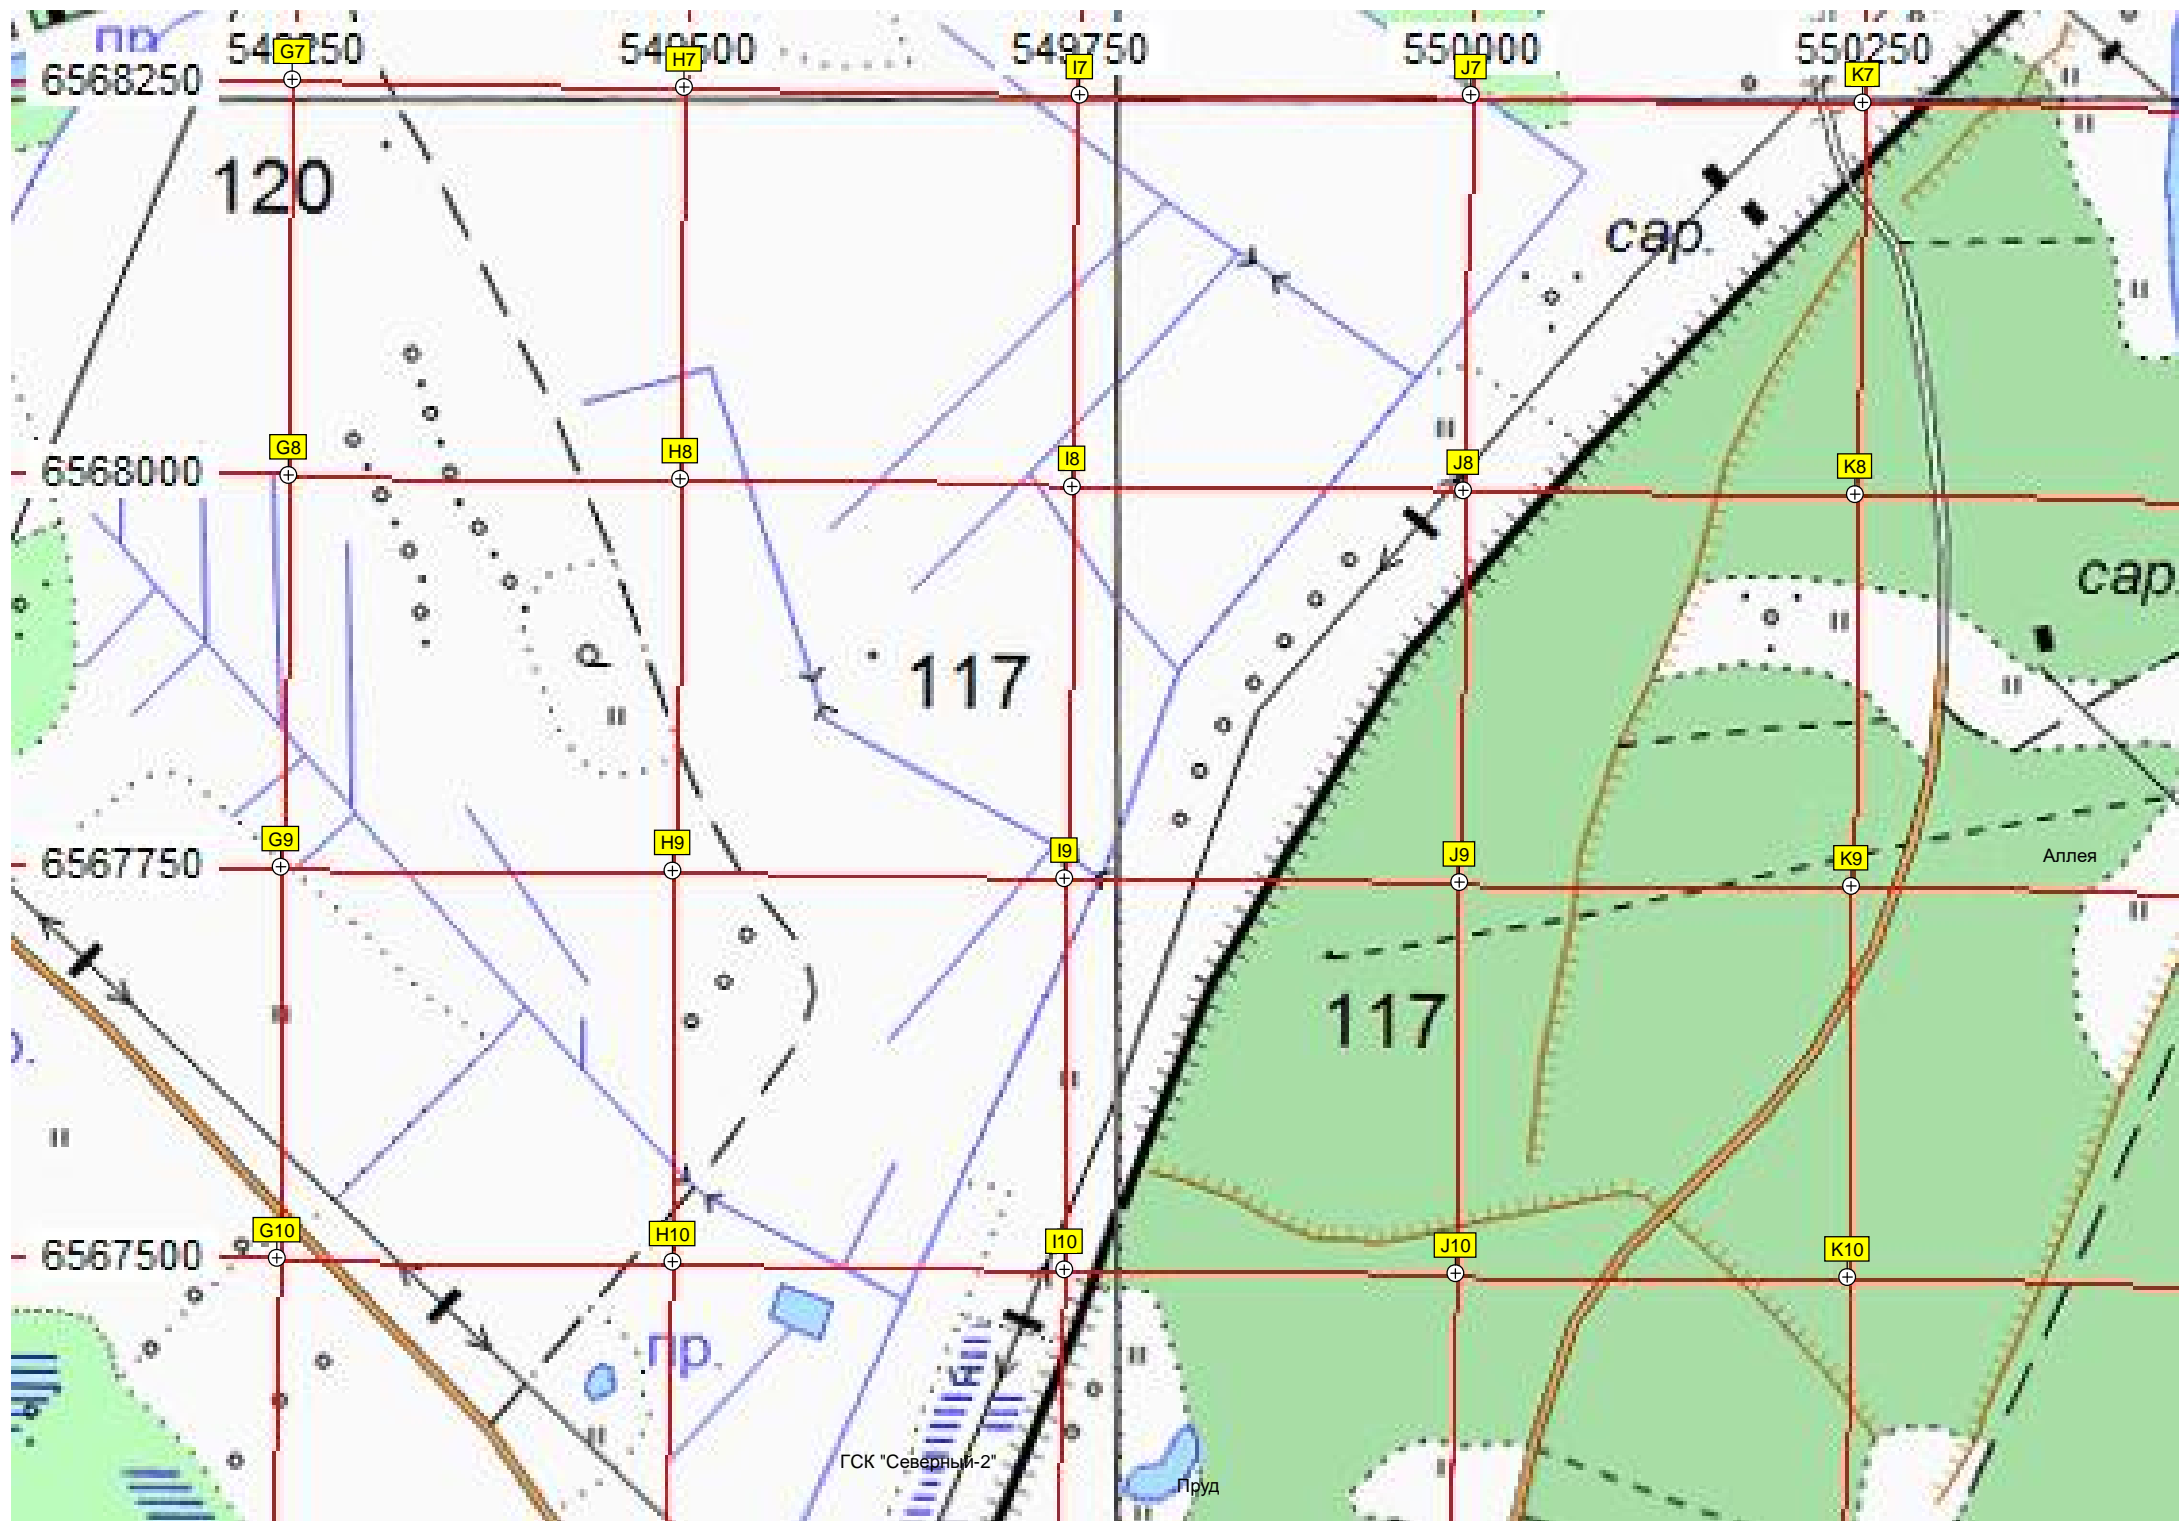 пр.
549250 549500 549750 550000 550250
G7 H7 I7 J7 K7
6568250
120
сар.
G8 H8 I8 J8 K8
6568000
сар.
117
G9 H9 I9 J9 K9
6567750
Аллея
117
р.
G10 H10 I10 J10 K10
6567500
пр.
ГСК "Северный-2"
Пруд